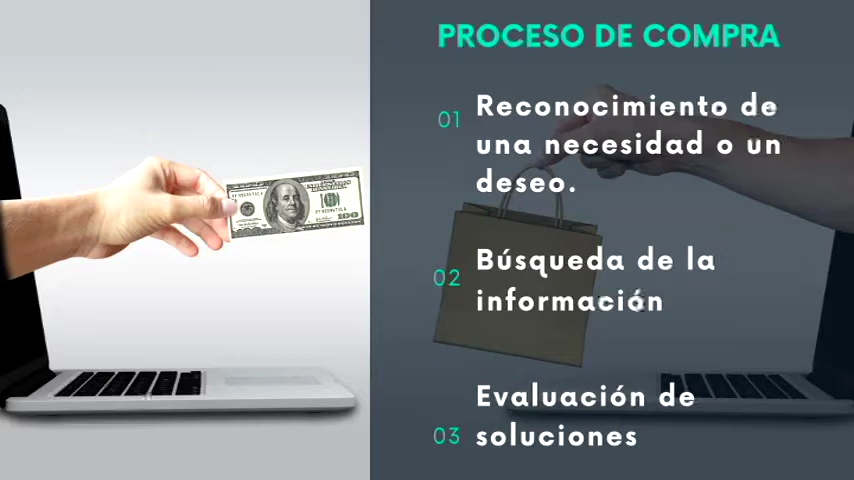 PROCESO DE COMPRA
01
Reconocimiento de
una necesidad o un
deseo.
02
Búsqueda de la
información
03
Evaluación de
soluciones
100